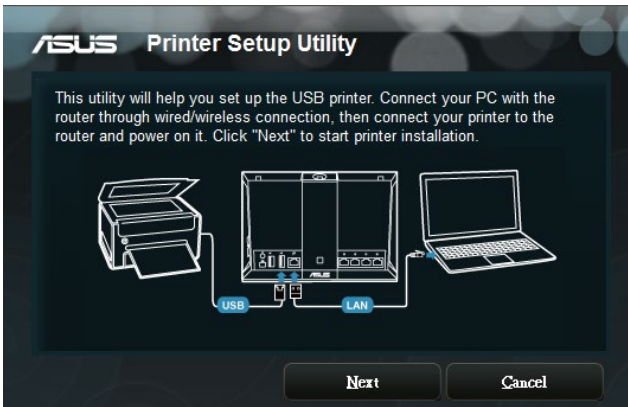 ASUS Printer Setup Utility
This utility will help you set up the USB printer. Connect your PC with the
router through wired/wireless connection, then connect your printer to the
router and power on it. Click "Next" to start printer installation.
ASUS
USB
LAN
Next
Cancel